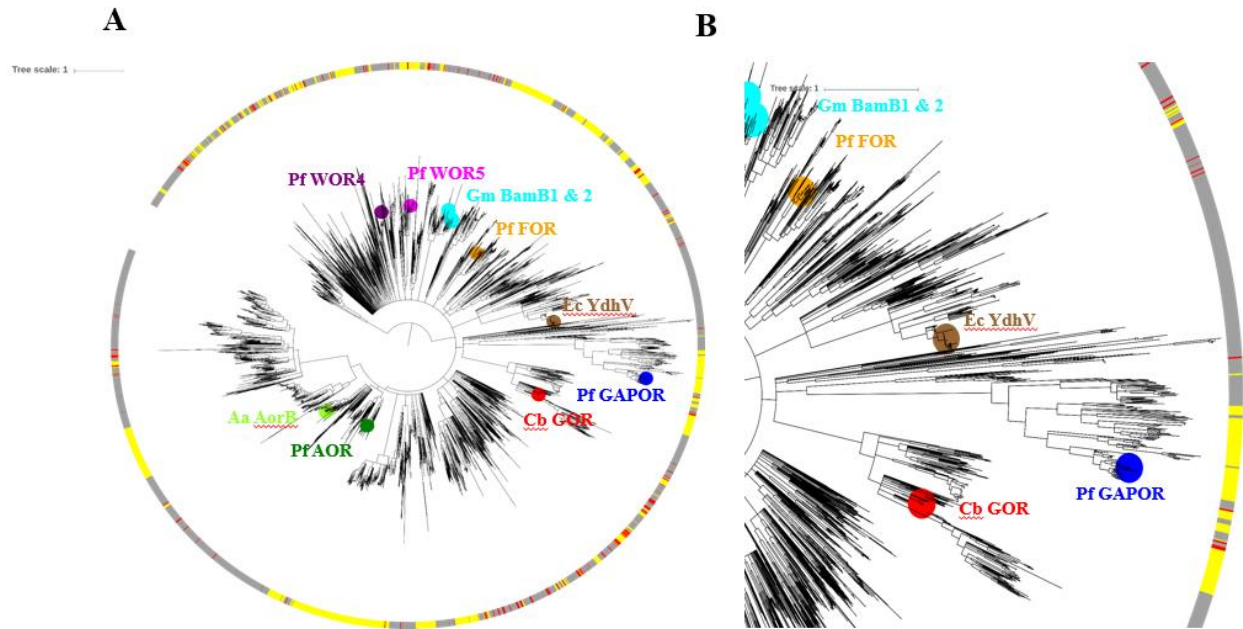 A
Tree scale: 1
Pf WOR4
Pf WOR5
Gm BamB1 & 2
Pf FOR
Ec YdhV
Pf GAPOR
Cb GOR
Aa AorB
Pf AOR
B
Tree scale: 1
Gm BamB1 & 2
Pf FOR
Ec YdhV
Pf GAPOR
Cb GOR